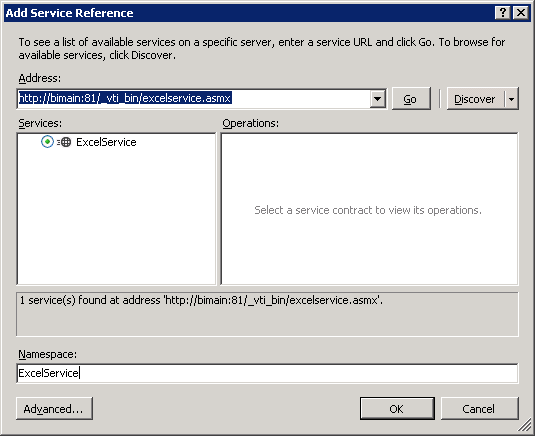 Add Service Reference
To see a list of available services on a specific server, enter a service URL and click Go. To browse for
available services, click Discover.
Address:
http://bimain:81/_vti_bin/excelservice.asmx
Go
Discover
Services:
Operations:
ExcelService
Select a service contract to view its operations.
1 service(s) found at address 'http://bimain:81/_vti_bin/excelservice.asmx'.
Namespace:
ExcelService
Advanced...
OK
Cancel